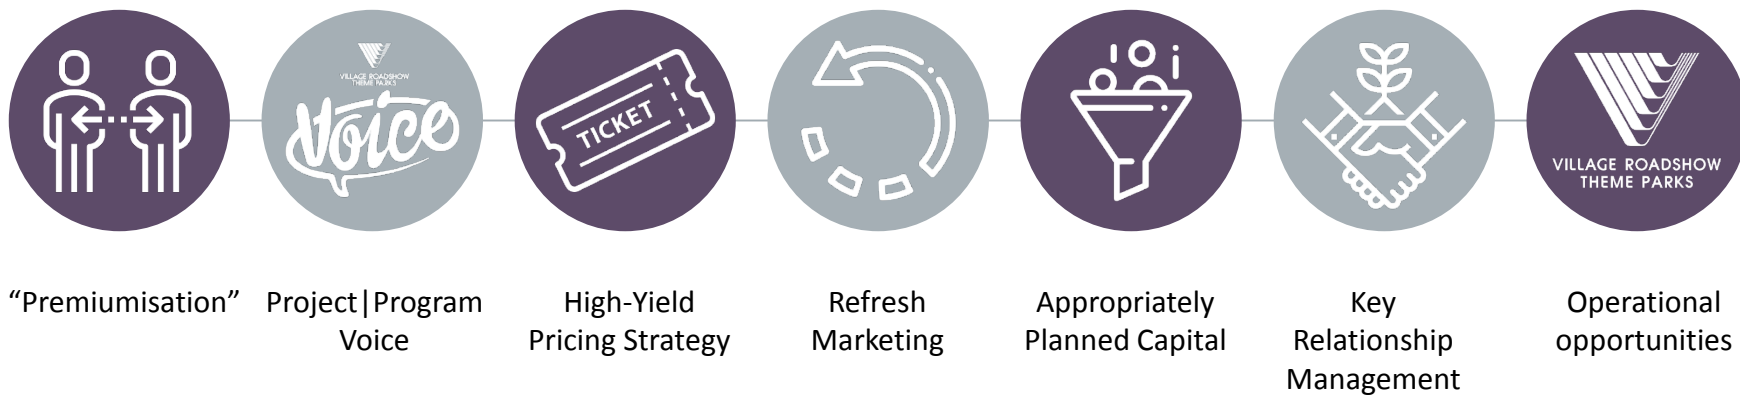 VILLAGE ROADSHOW
THEME PARKS
Voice
TICKET
VILLAGE ROADSHOW
THEME PARKS
“Premiumisation”
Project|Program
Voice
High-Yield
Pricing Strategy
Refresh
Marketing
Appropriately
Planned Capital
Key
Relationship
Management
Operational
opportunities